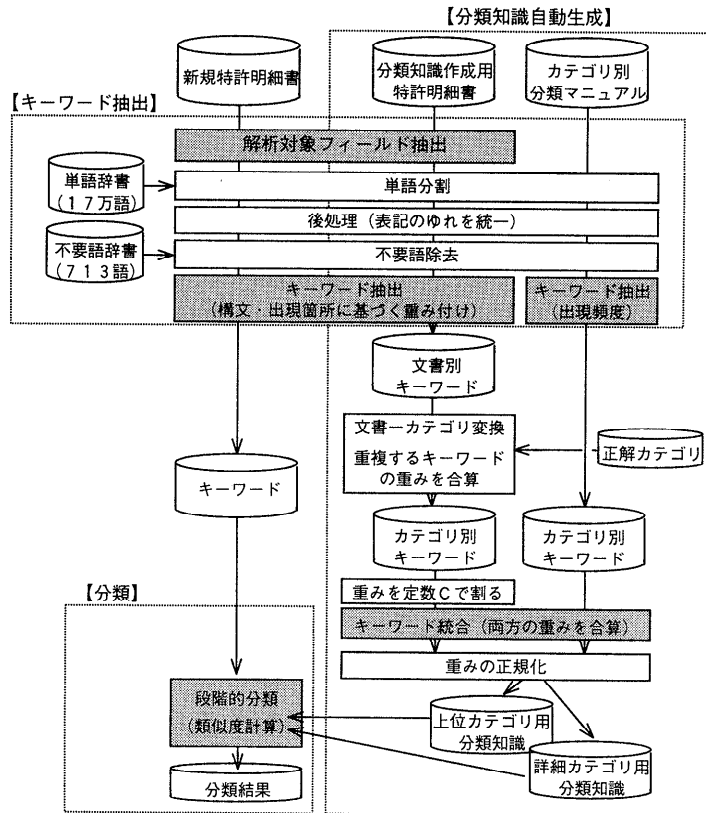 【分類知識自動生成】
新規特許明細書
分類知識作成用
特許明細書
カテゴリ別
分類マニュアル
【キーワード抽出】
解析対象フィールド抽出
単語辞書
(17万語)
単語分割
後処理(表記のゆれを統一)
不要語辞書
(713語)
不要語除去
キーワード抽出
(構文・出現箇所に基づく重み付け)
キーワード抽出
(出現頻度)
文書別
キーワード
文書ーカテゴリ変換
重複するキーワード
の重みを合算
正解カテゴリ
キーワード
カテゴリ別
キーワード
カテゴリ別
キーワード
重みを定数Cで割る
【分類】
キーワード統合(両方の重みを合算)
重みの正規化
段階的分類
(類似度計算)
上位カテゴリ用
分類知識
詳細カテゴリ用
分類知識
分類結果